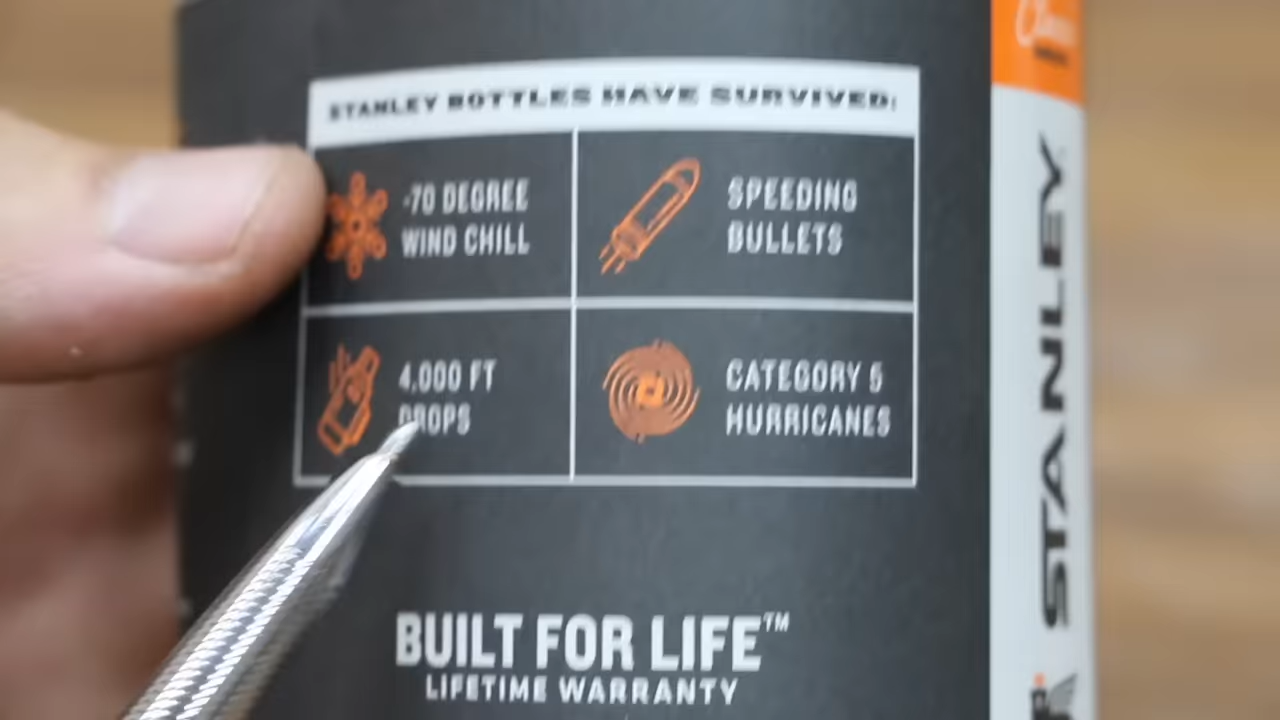 STANLEY BOTTLES HAVE SURVIVED:
-70 DEGREE
WIND CHILL
SPEEDING
BULLETS
4,000 FT
DROPS
CATEGORY 5
HURRICANES
BUILT FOR LIFE™
LIFETIME WARRANTY
STANLEY